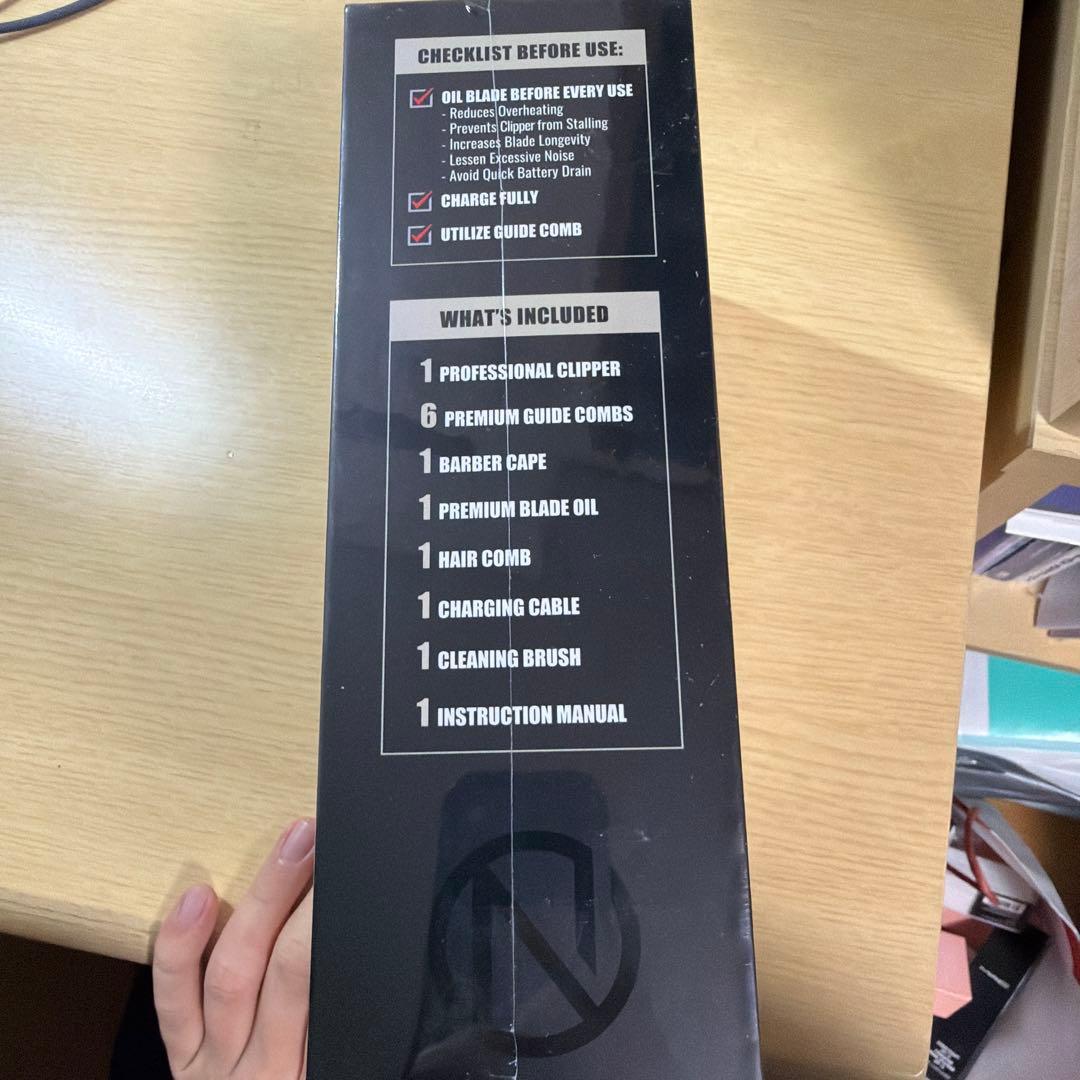 CHECKLIST BEFORE USE:
OIL BLADE BEFORE EVERY USE
- Reduces Overheating
- Prevents Clipper from Stalling
- Increases Blade Longevity
- Lessen Excessive Noise
- Avoid Quick Battery Drain
CHARGE FULLY
UTILIZE GUIDE COMB
WHAT'S INCLUDED
1 PROFESSIONAL CLIPPER
6 PREMIUM GUIDE COMBS
1 BARBER CAPE
1 PREMIUM BLADE OIL
1 HAIR COMB
1 CHARGING CABLE
1 CLEANING BRUSH
1 INSTRUCTION MANUAL